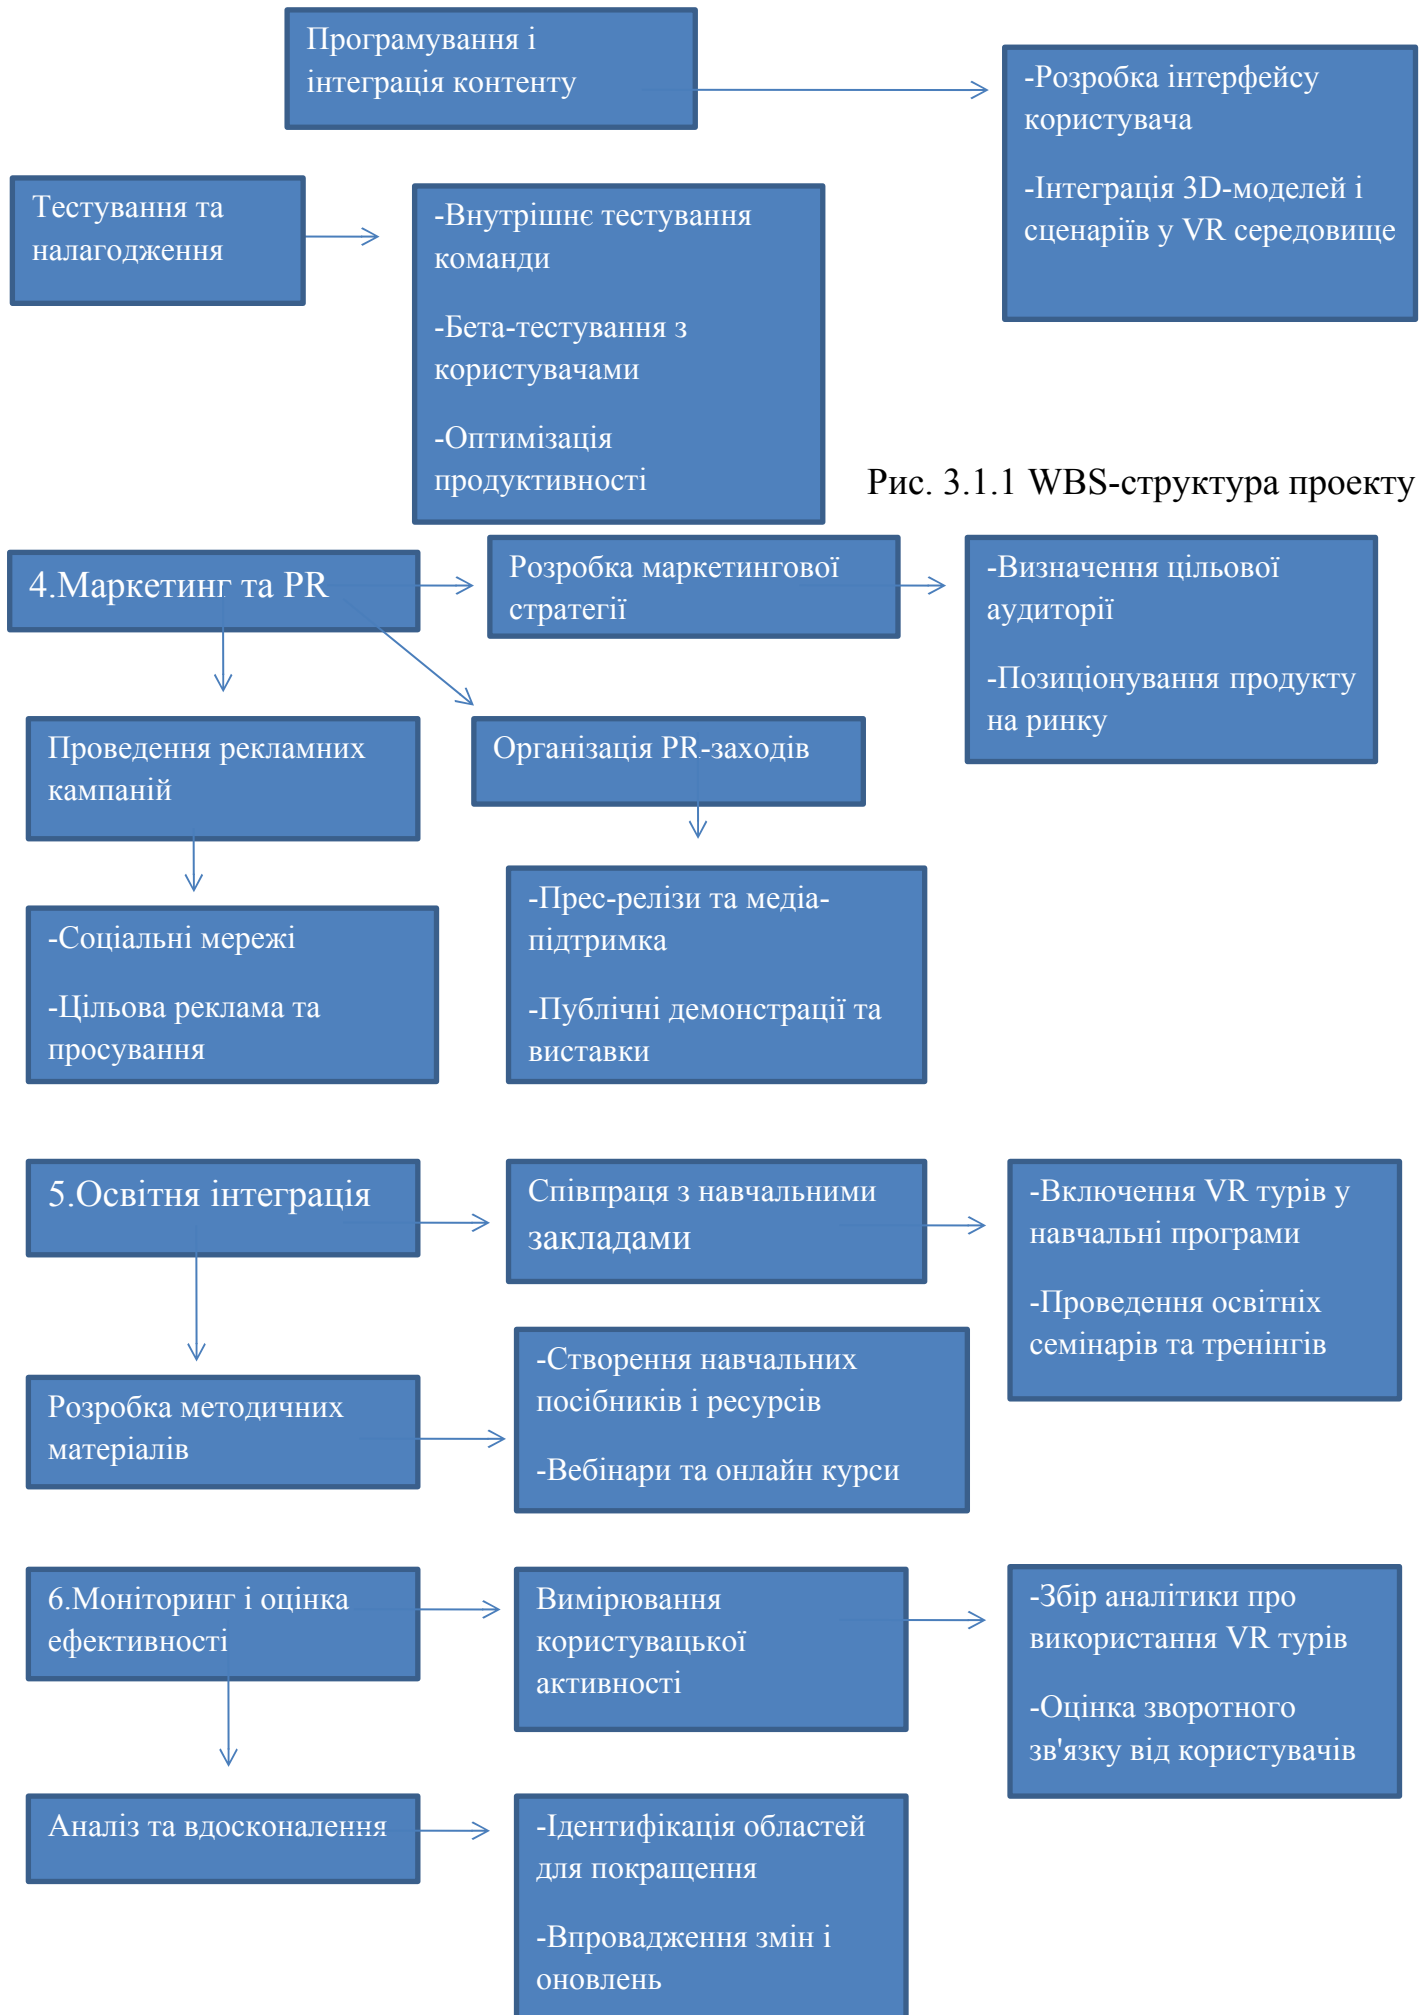 Програмування і
інтеграція контенту
-Розробка інтерфейсу
користувача
-Інтеграція 3D-моделей і
сценаріїв у VR середовище
Тестування та
налагодження
-Внутрішнє тестування
команди
-Бета-тестування з
користувачами
-Оптимізація
продуктивності
Рис. 3.1.1 WBS-структура проекту
4.Маркетинг та PR
Розробка маркетингової
стратегії
-Визначення цільової
аудиторії
-Позиціонування продукту
на ринку
Проведення рекламних
кампаній
Організація PR-заходів
-Соціальні мережі
-Цільова реклама та
просування
-Прес-релізи та медіа-
підтримка
-Публічні демонстрації та
виставки
5.Освітня інтеграція
Співпраця з навчальними
закладами
-Включення VR турів у
навчальні програми
-Проведення освітніх
семінарів та тренінгів
Розробка методичних
матеріалів
-Створення навчальних
посібників і ресурсів
-Вебінари та онлайн курси
6.Моніторинг і оцінка
ефективності
Вимірювання
користувацької
активності
-Збір аналітики про
використання VR турів
-Оцінка зворотного
зв'язку від користувачів
Аналіз та вдосконалення
-Ідентифікація областей
для покращення
-Впровадження змін і
оновлень